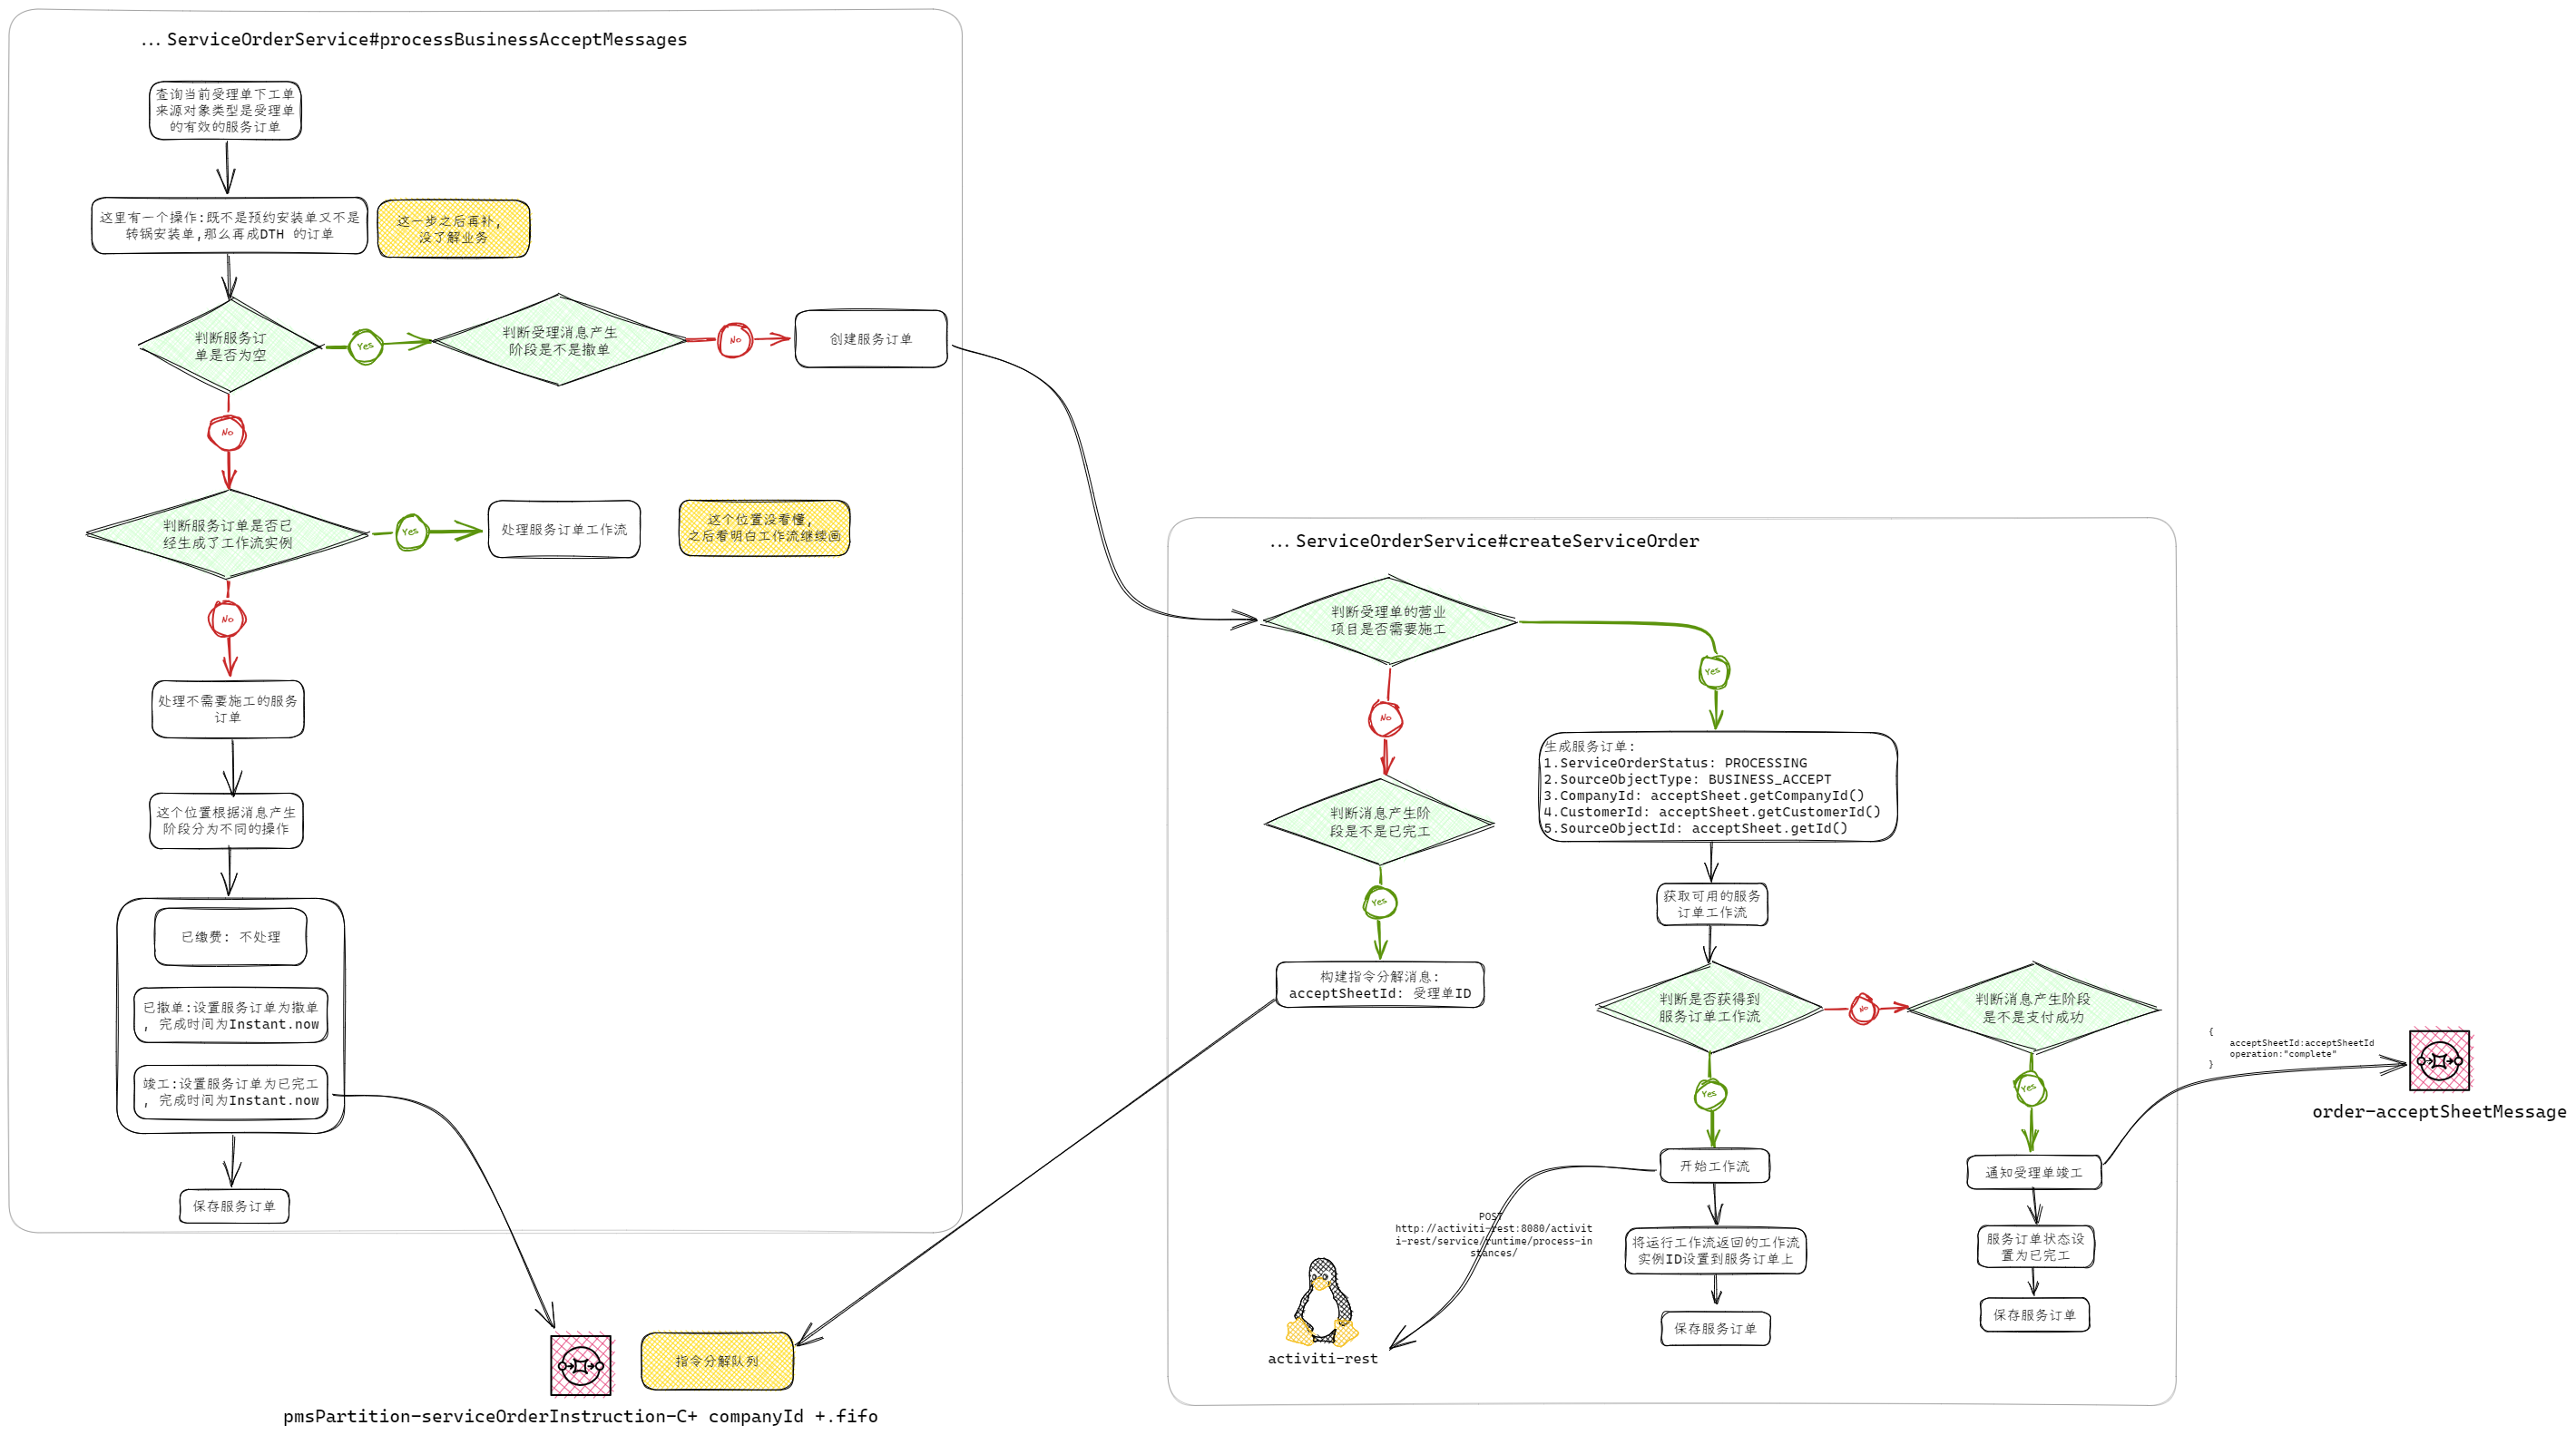 ... ServiceOrderService#processBusinessAcceptMessages
查询当前受理单下工单
来源对象类型是受理单
的有效的服务订单
这里有一个操作:既不是预约安装单又不是
转锅安装单,那么再成DTH 的订单
这一步之后再补,
没了解业务
判断服务订
单是否为空
Yes
判断受理消息产生
阶段是不是撤单
No
创建服务订单
No
判断服务订单是否已
经生成了工作流实例
Yes
处理服务订单工作流
这个位置没看懂,
之后看明白工作流继续画
No
处理不需要施工的服务
订单
这个位置根据消息产生
阶段分为不同的操作
已缴费: 不处理
已撤单:设置服务订单为撤单
, 完成时间为Instant.now
竣工:设置服务订单为已完工
, 完成时间为Instant.now
保存服务订单
指令分解队列
pmsPartition-serviceOrderInstruction-C+ companyId +.fifo
... ServiceOrderService#createServiceOrder
判断受理单的营业
项目是否需要施工
Yes
No
生成服务订单:
1.ServiceOrderStatus: PROCESSING
2.SourceObjectType: BUSINESS_ACCEPT
3.CompanyId: acceptSheet.getCompanyId()
4.CustomerId: acceptSheet.getCustomerId()
5.SourceObjectId: acceptSheet.getId()
判断消息产生阶
段是不是已完工
Yes
构建指令分解消息:
acceptSheetId: 受理单ID
获取可用的服务
订单工作流
判断是否获得到
服务订单工作流
No
判断消息产生阶段
是不是支付成功
Yes
Yes
开始工作流
通知受理单竣工
POST
http://activiti-rest:8080/activit
i-rest/service/runtime/process-in
stances/
将运行工作流返回的工作流
实例ID设置到服务订单上
服务订单状态设
置为已完工
保存服务订单
保存服务订单
activiti-rest
{
acceptSheetId:acceptSheetId
operation:"complete"
}
order-acceptSheetMessage